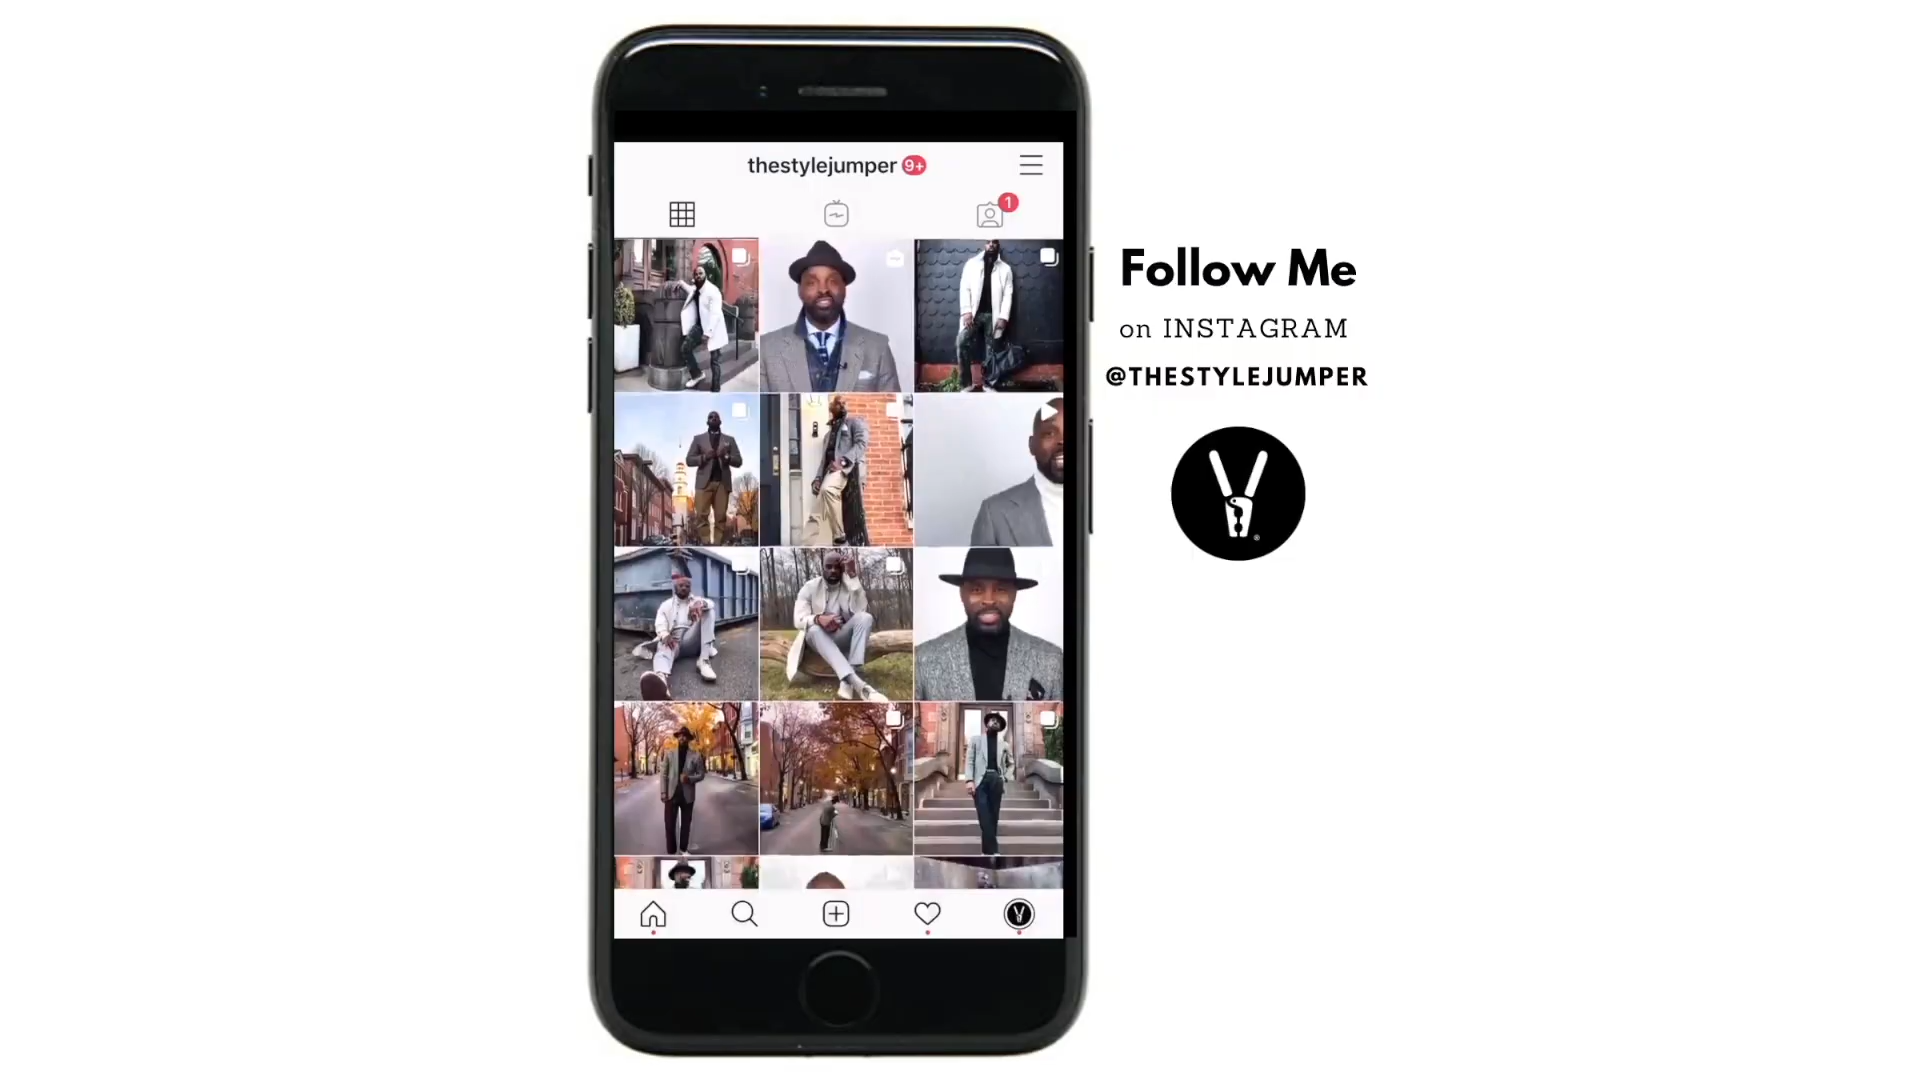 thestylejumper 9+
1
Follow Me
on INSTAGRAM
@THESTYLEJUMPER